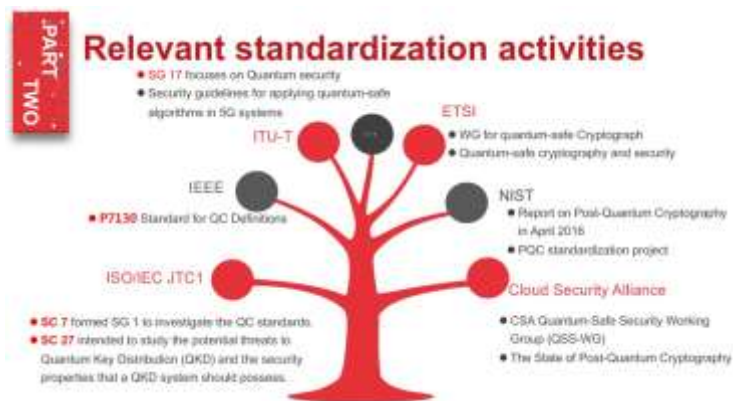 PART TWO
Relevant standardization activities
SG 17 focuses on Quantum security
Security guidelines for applying quantum-safe
algorithms in 5G systems
ITU-T
ETSI
WG for quantum-safe Cryptograph
Quantum-safe cryptography and security
IEEE
P7130 Standard for QC Definitions
NIST
Report on Post-Quantum Cryptography
in April 2016
PQC standardization project
ISO/IEC JTC1
SC 7 formed SG 1 to investigate the QC standards.
SC 27 intended to study the potential threats to
Quantum Key Distribution (QKD) and the security
properties that a QKD system should possess.
Cloud Security Alliance
CSA Quantum-Safe Security Working
Group (QSS-WG)
The State of Post-Quantum Cryptography